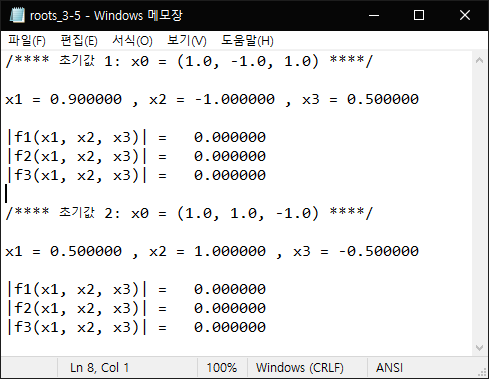 roots_3-5 - Windows 메모장
파일(F) 편집(E) 서식(O) 보기(V) 도움말(H)
/**** 초기값 1: x0 = (1.0, -1.0, 1.0) ****/
x1 = 0.900000 , x2 = -1.000000 , x3 = 0.500000
|f1(x1, x2, x3)| = 0.000000
|f2(x1, x2, x3)| = 0.000000
|f3(x1, x2, x3)| = 0.000000
/**** 초기값 2: x0 = (1.0, 1.0, -1.0) ****/
x1 = 0.500000 , x2 = 1.000000 , x3 = -0.500000
|f1(x1, x2, x3)| = 0.000000
|f2(x1, x2, x3)| = 0.000000
|f3(x1, x2, x3)| = 0.000000
Ln 8, Col 1 100% Windows (CRLF) ANSI